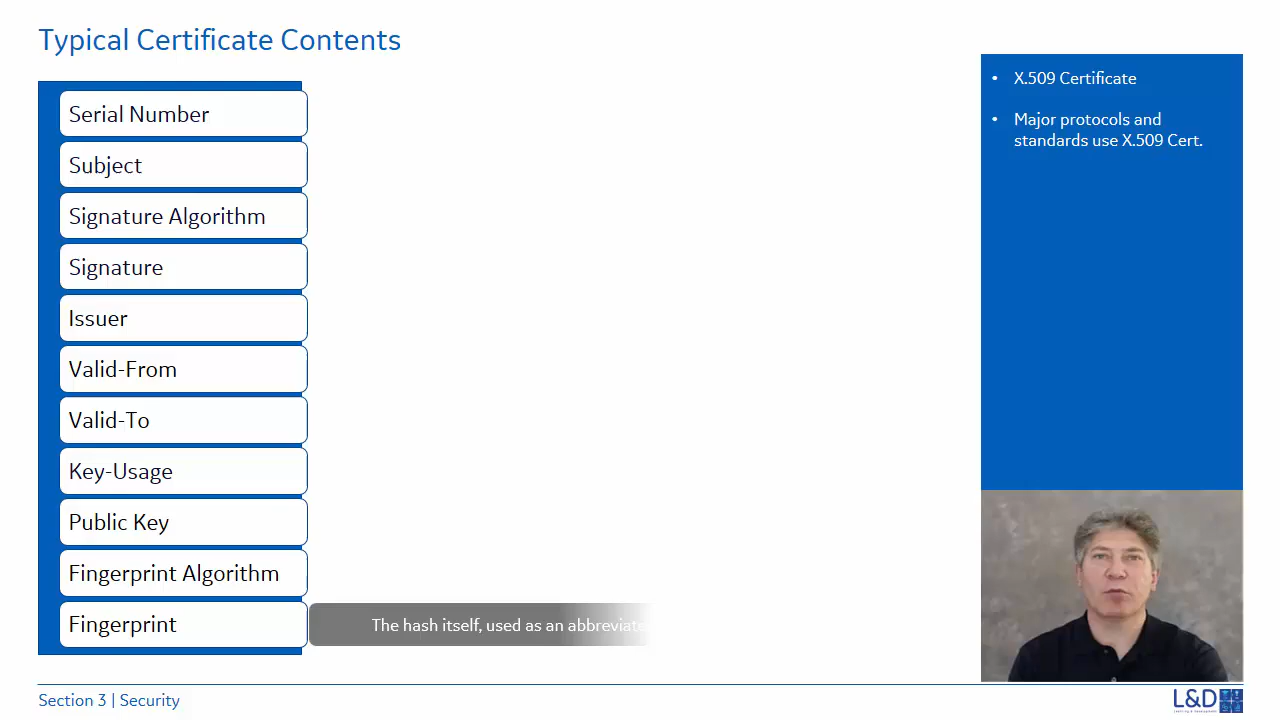 Typical Certificate Contents
Serial Number
Subject
Signature Algorithm
Signature
Issuer
Valid-From
Valid-To
Key-Usage
Public Key
Fingerprint Algorithm
Fingerprint
The hash itself, used as an abbreviate
• X.509 Certificate
• Major protocols and
standards use X.509 Cert.
Section 3 | Security
L&D